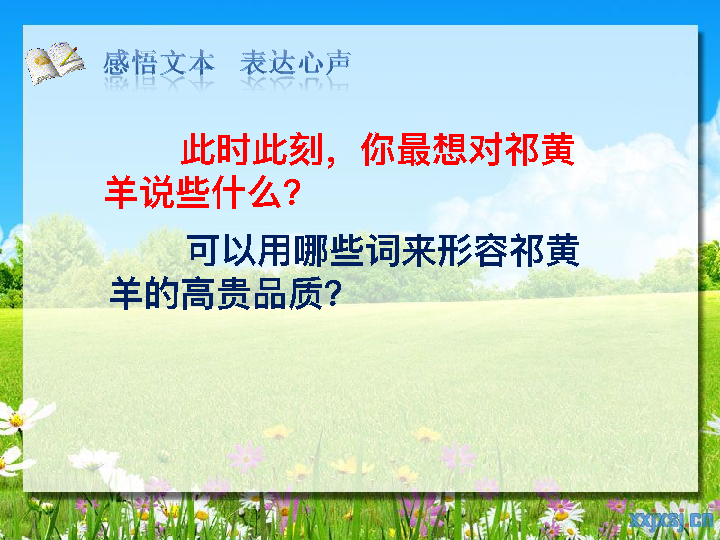 感悟文本 表达心声
此时此刻，你最想对祁黄
羊说些什么？
可以用哪些词来形容祁黄
羊的高贵品质？
xxjxsj.cn